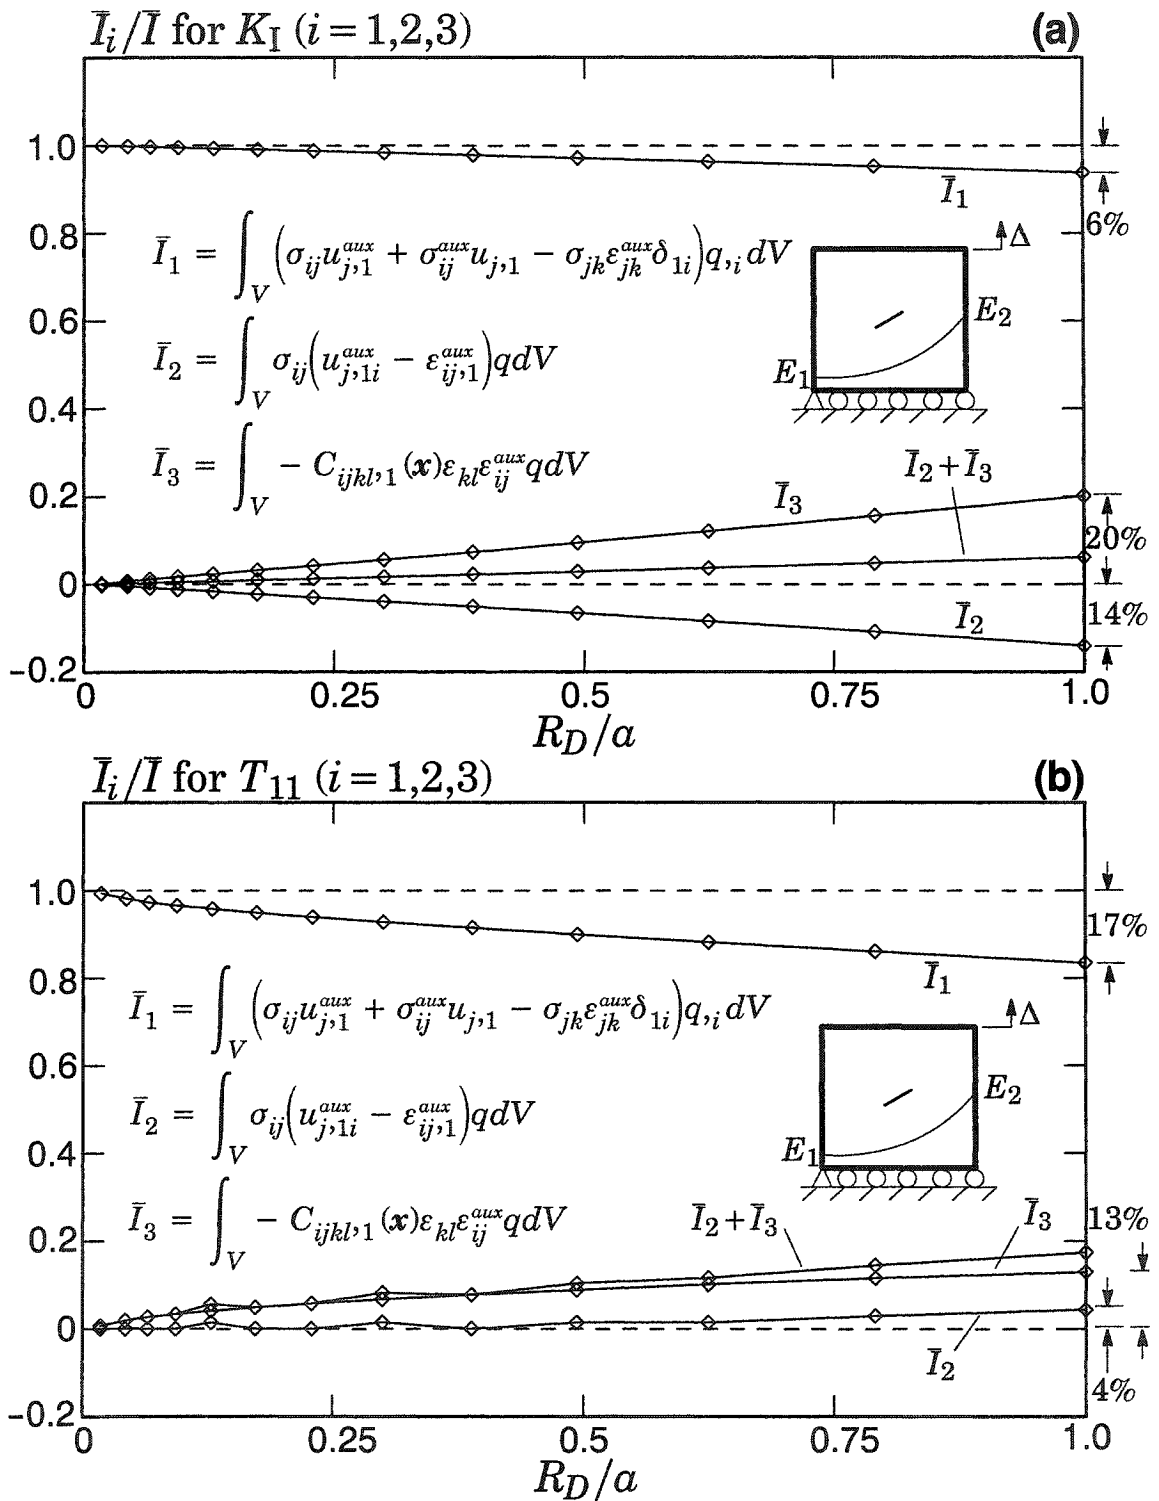 Ī_i/Ī for K_I (i = 1,2,3) (a)
1.0
Ī_1
6%
0.8
Ī_1 = ∫_V (σ_ij u^aux_j,1 + σ^aux_ij u_j,1 − σ_jk ε^aux_jk δ_1i) q,_i dV
Δ
0.6
E_2
Ī_2 = ∫_V σ_ij (u^aux_j,1i − ε^aux_ij,1) q dV
E_1
0.4
Ī_3 = ∫_V − C_ijkl,1 (x) ε_kl ε^aux_ij q dV
Ī_2 + Ī_3
0.2
Ī_3
20%
0
Ī_2
14%
−0.2
0 0.25 0.5 0.75 1.0
R_D/a
Ī_i/Ī for T_11 (i = 1,2,3) (b)
1.0
17%
0.8
Ī_1
Ī_1 = ∫_V (σ_ij u^aux_j,1 + σ^aux_ij u_j,1 − σ_jk ε^aux_jk δ_1i) q,_i dV
Δ
0.6
Ī_2 = ∫_V σ_ij (u^aux_j,1i − ε^aux_ij,1) q dV
E_2
E_1
0.4
Ī_3 = ∫_V − C_ijkl,1 (x) ε_kl ε^aux_ij q dV
Ī_2 + Ī_3
Ī_3
13%
0.2
0
Ī_2
4%
−0.2
0 0.25 0.5 0.75 1.0
R_D/a